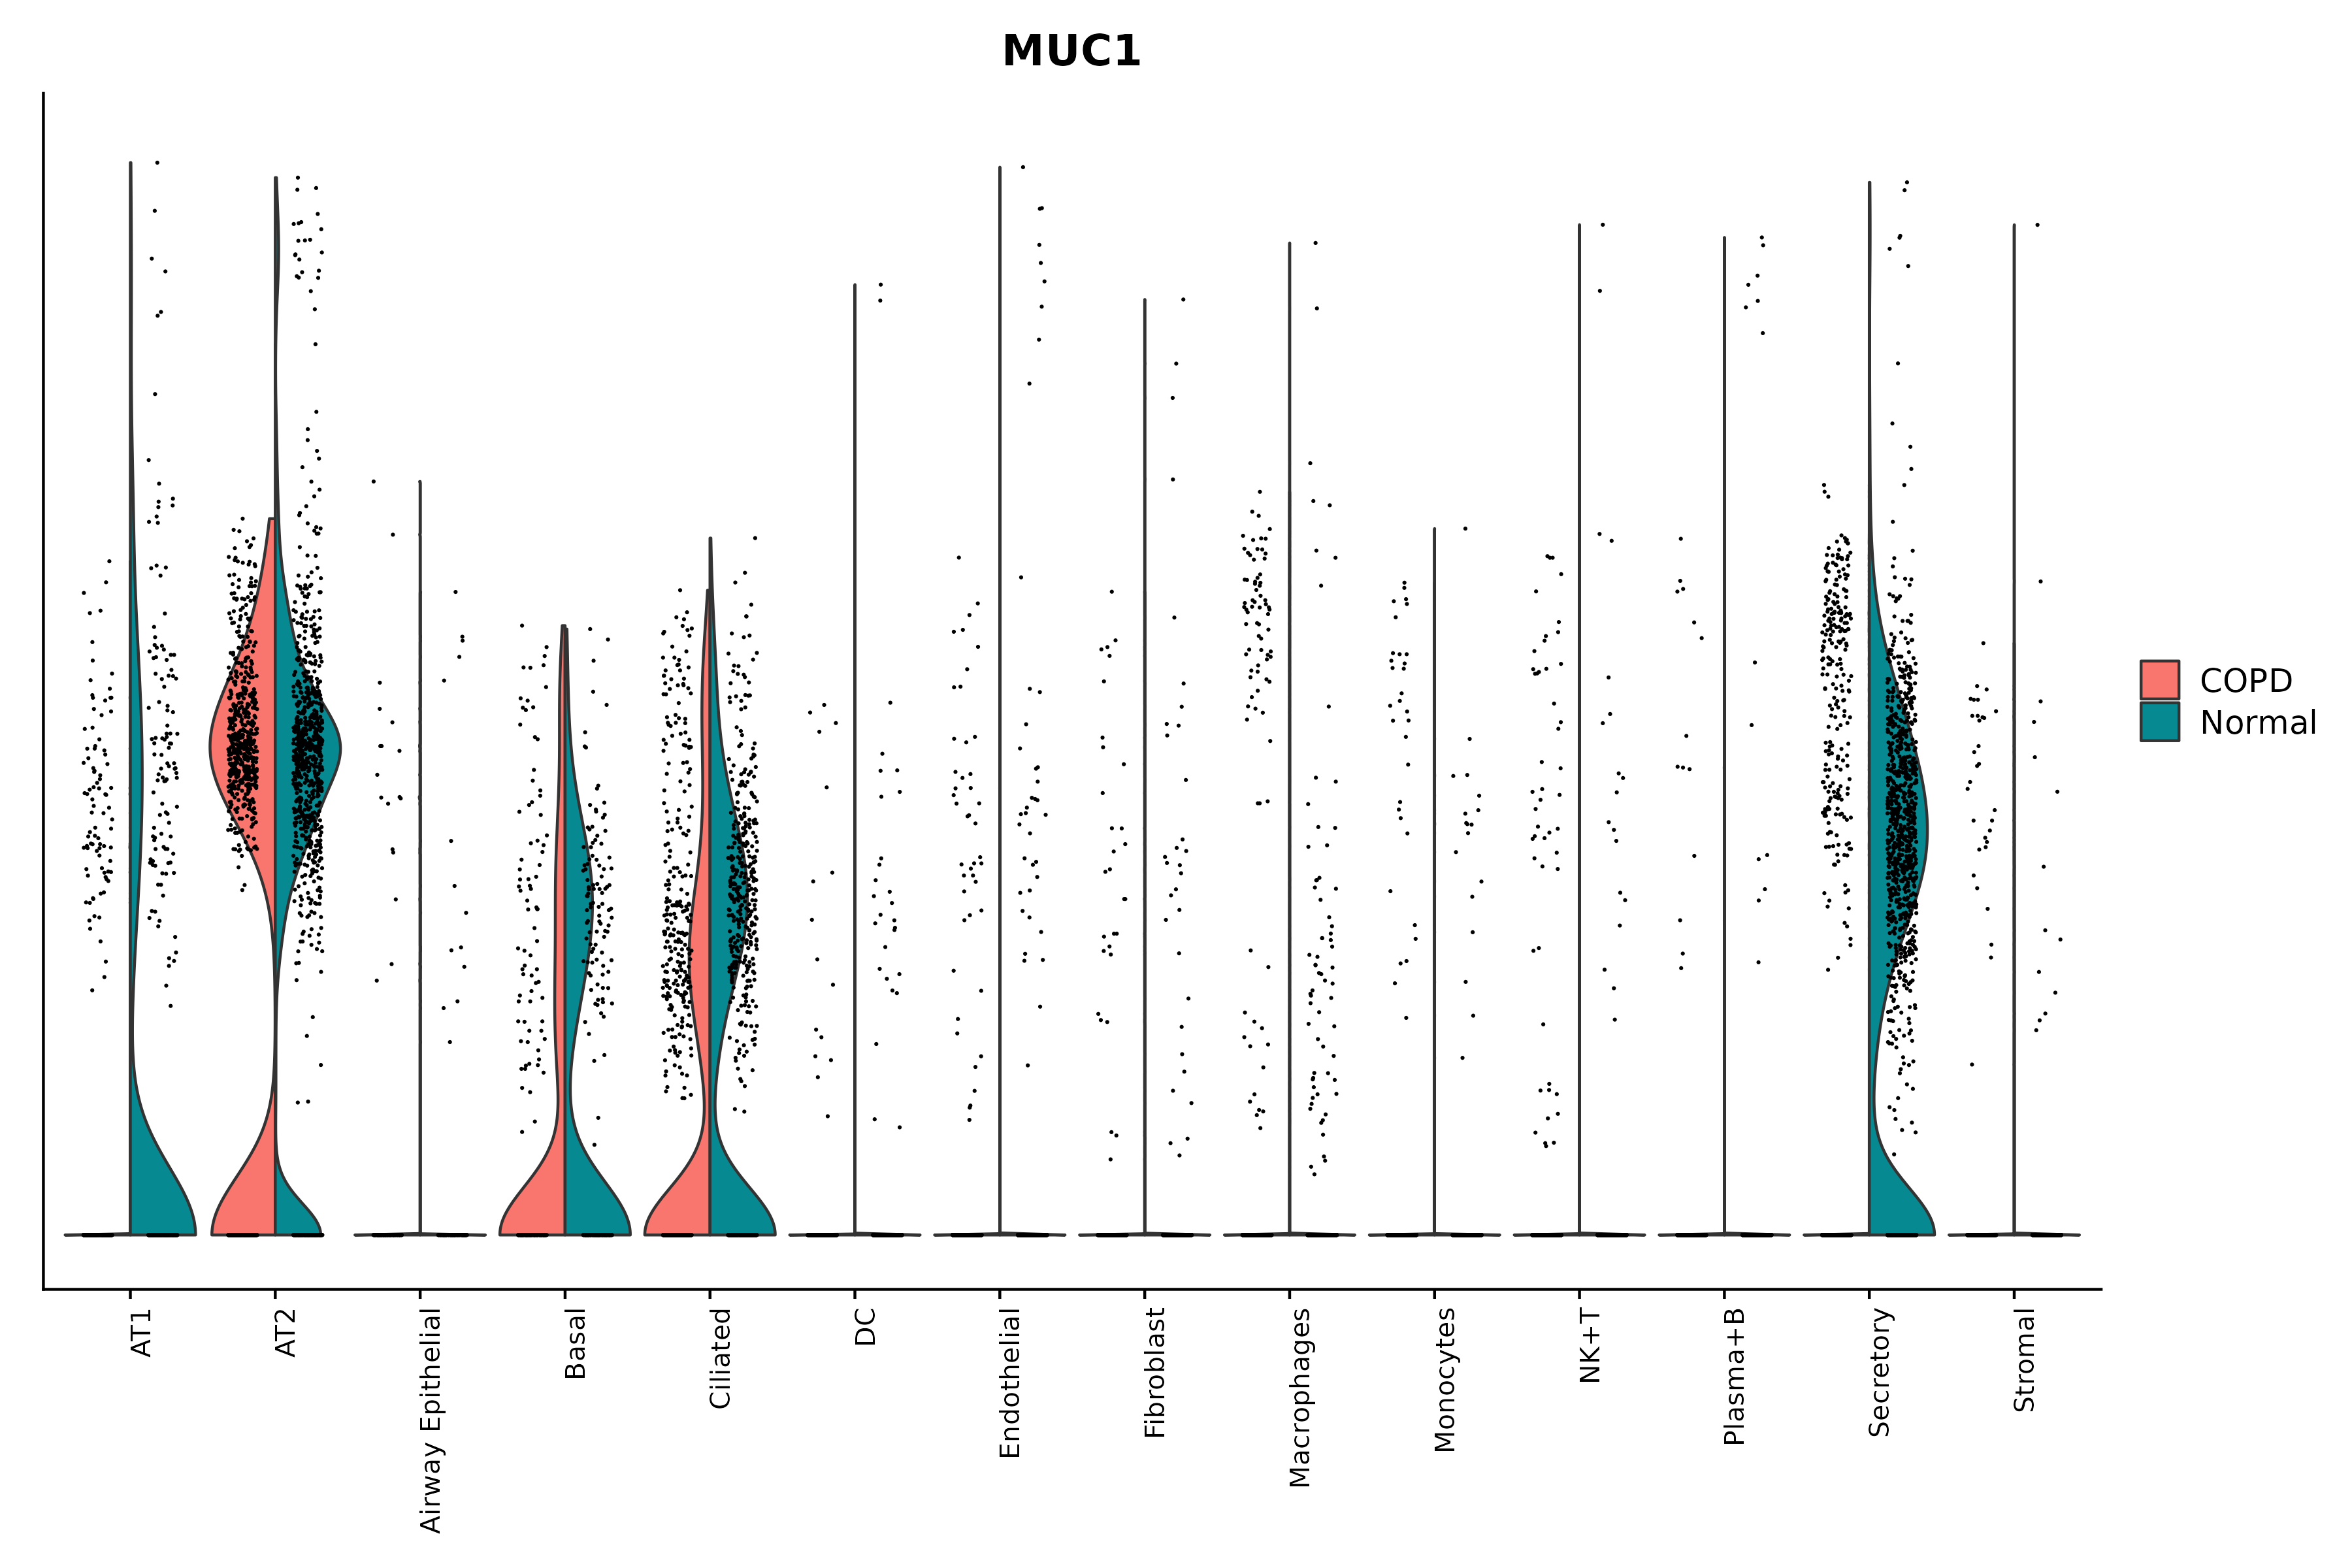 MUC1
COPD
Normal
AT1
AT2
Airway Epithelial
Basal
Ciliated
DC
Endothelial
Fibroblast
Macrophages
Monocytes
NK+T
Plasma+B
Secretory
Stromal